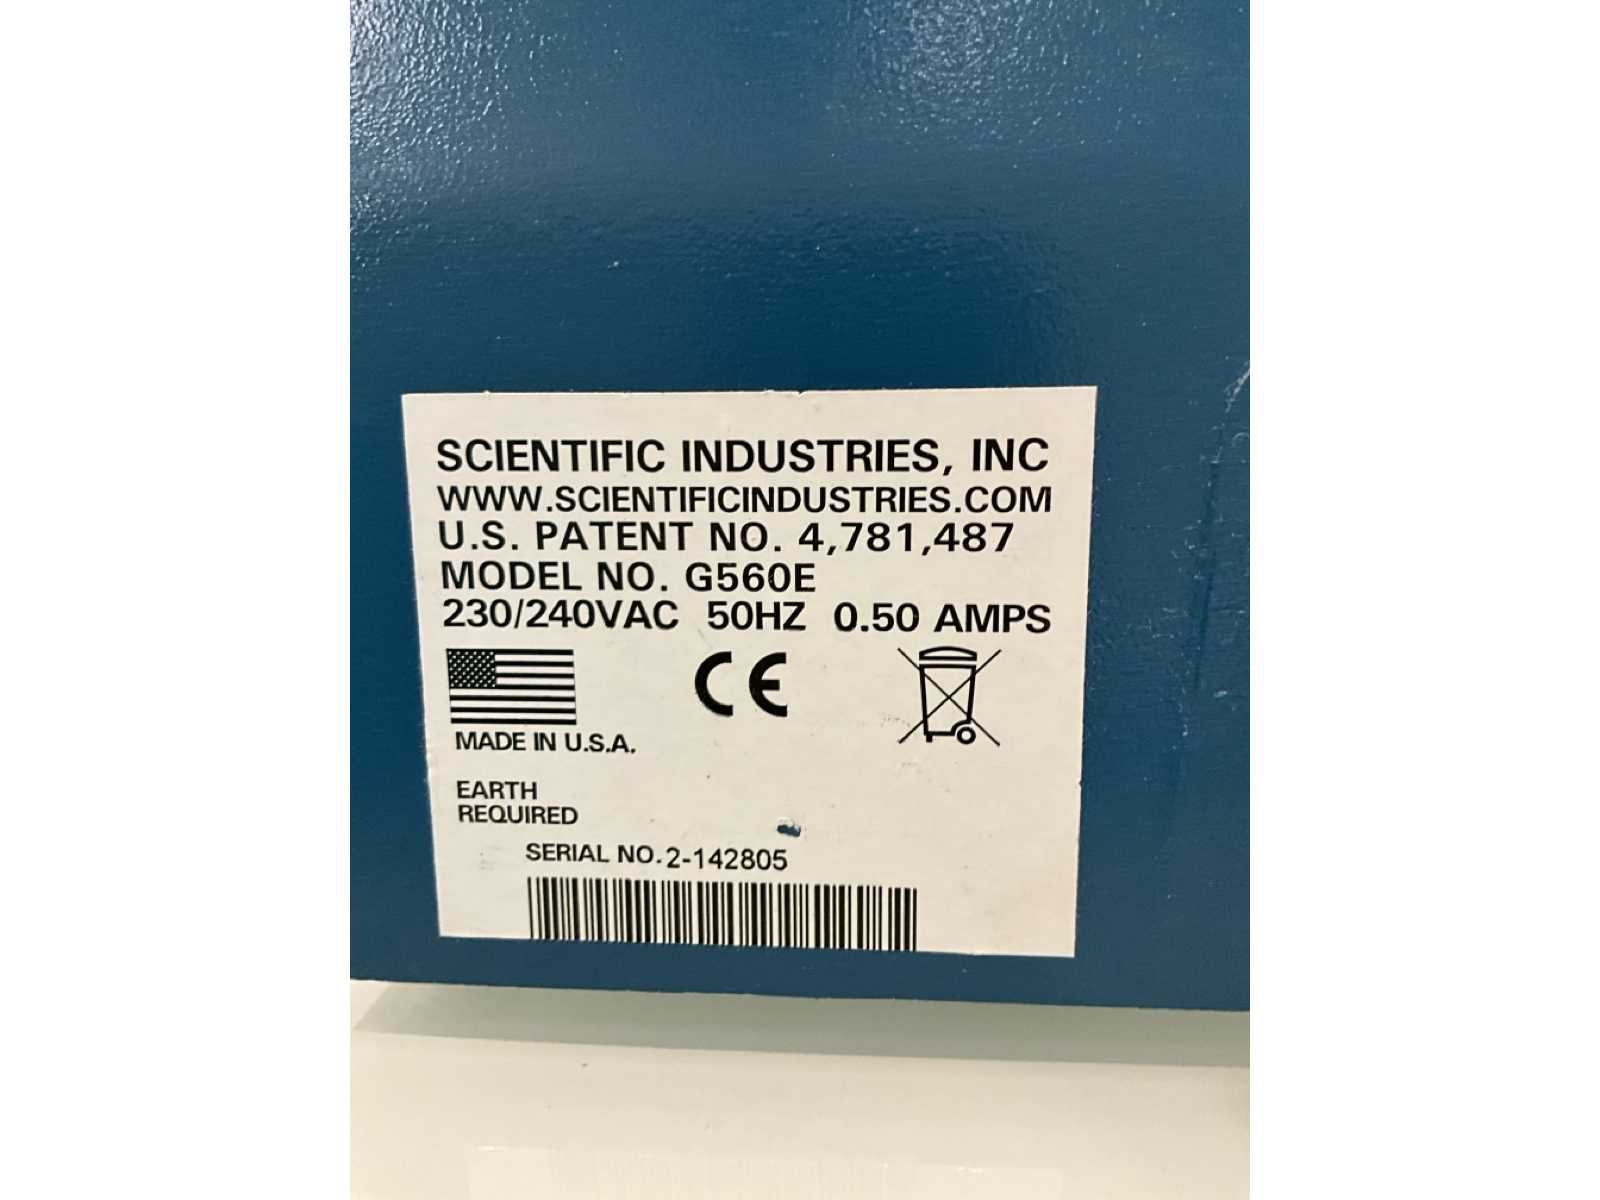 SCIENTIFIC INDUSTRIES, INC
WWW.SCIENTIFICINDUSTRIES.COM
U.S. PATENT NO. 4,781,487
MODEL NO. G560E
230/240VAC 50HZ 0.50 AMPS
CE
MADE IN U.S.A.
EARTH
REQUIRED
SERIAL NO. 2-142805